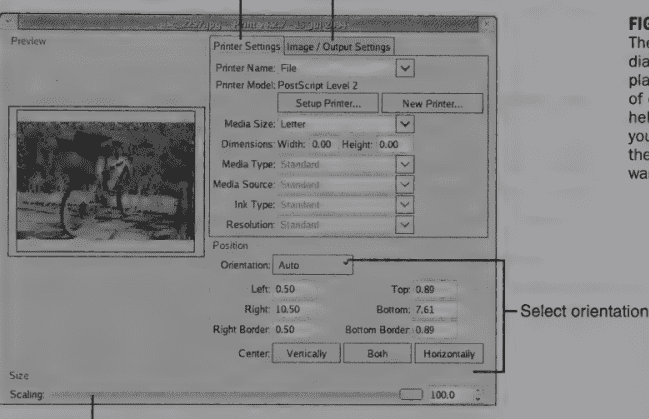 Preview
Printer Settings Image / Output Settings
Printer Name: File
Printer Model: PostScript Level 2
Setup Printer... New Printer...
Media Size: Letter
Dimensions: Width: 0.00 Height: 0.00
Media Type: Standard
Media Source: Standard
Ink Type: Standard
Resolution: Standard
Position
Orientation: Auto
Left: 0.50 Top: 0.89
Right: 10.50 Bottom: 7.61
Right Border: 0.50 Bottom Border: 0.89
Center: Vertically Both Horizontally
Size
Scaling: 100.0
Select orientation
FIG
The
dia
pla
of
hel
you
the
wa